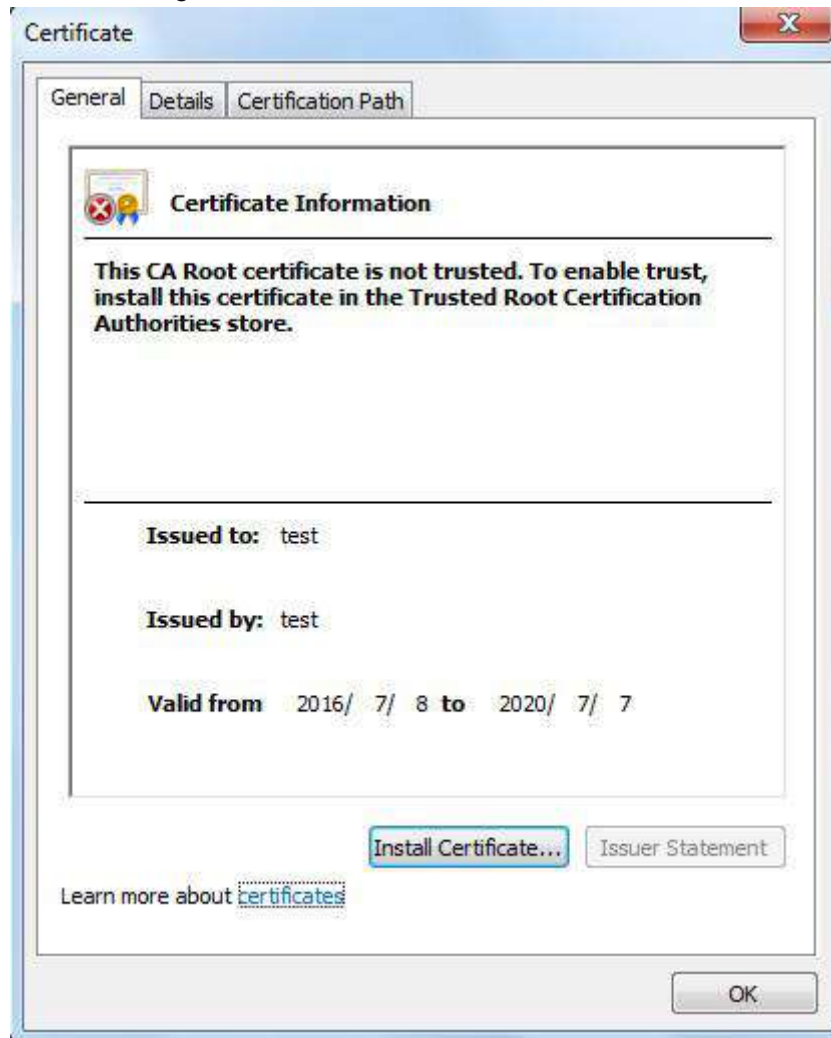 Certificate
General Details Certification Path
Certificate Information
This CA Root certificate is not trusted. To enable trust,
install this certificate in the Trusted Root Certification
Authorities store.
Issued to: test
Issued by: test
Valid from 2016/ 7/ 8 to 2020/ 7/ 7
Install Certificate... Issuer Statement
Learn more about certificates
OK